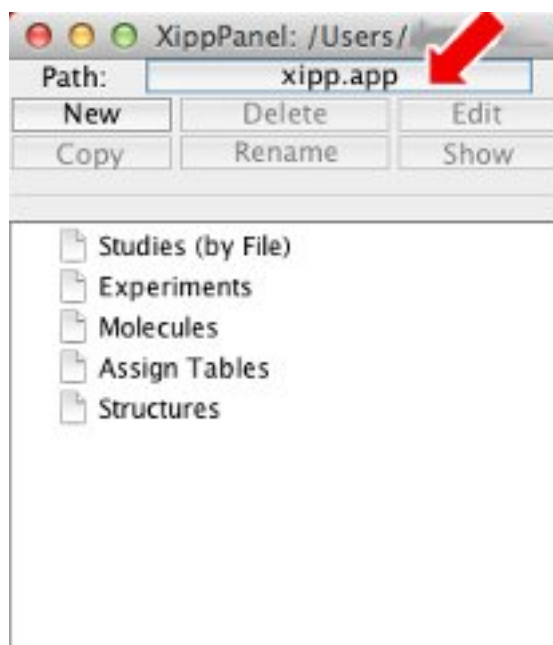 XippPanel: /Users/
Path: xipp.app
New Delete Edit
Copy Rename Show
Studies (by File)
Experiments
Molecules
Assign Tables
Structures